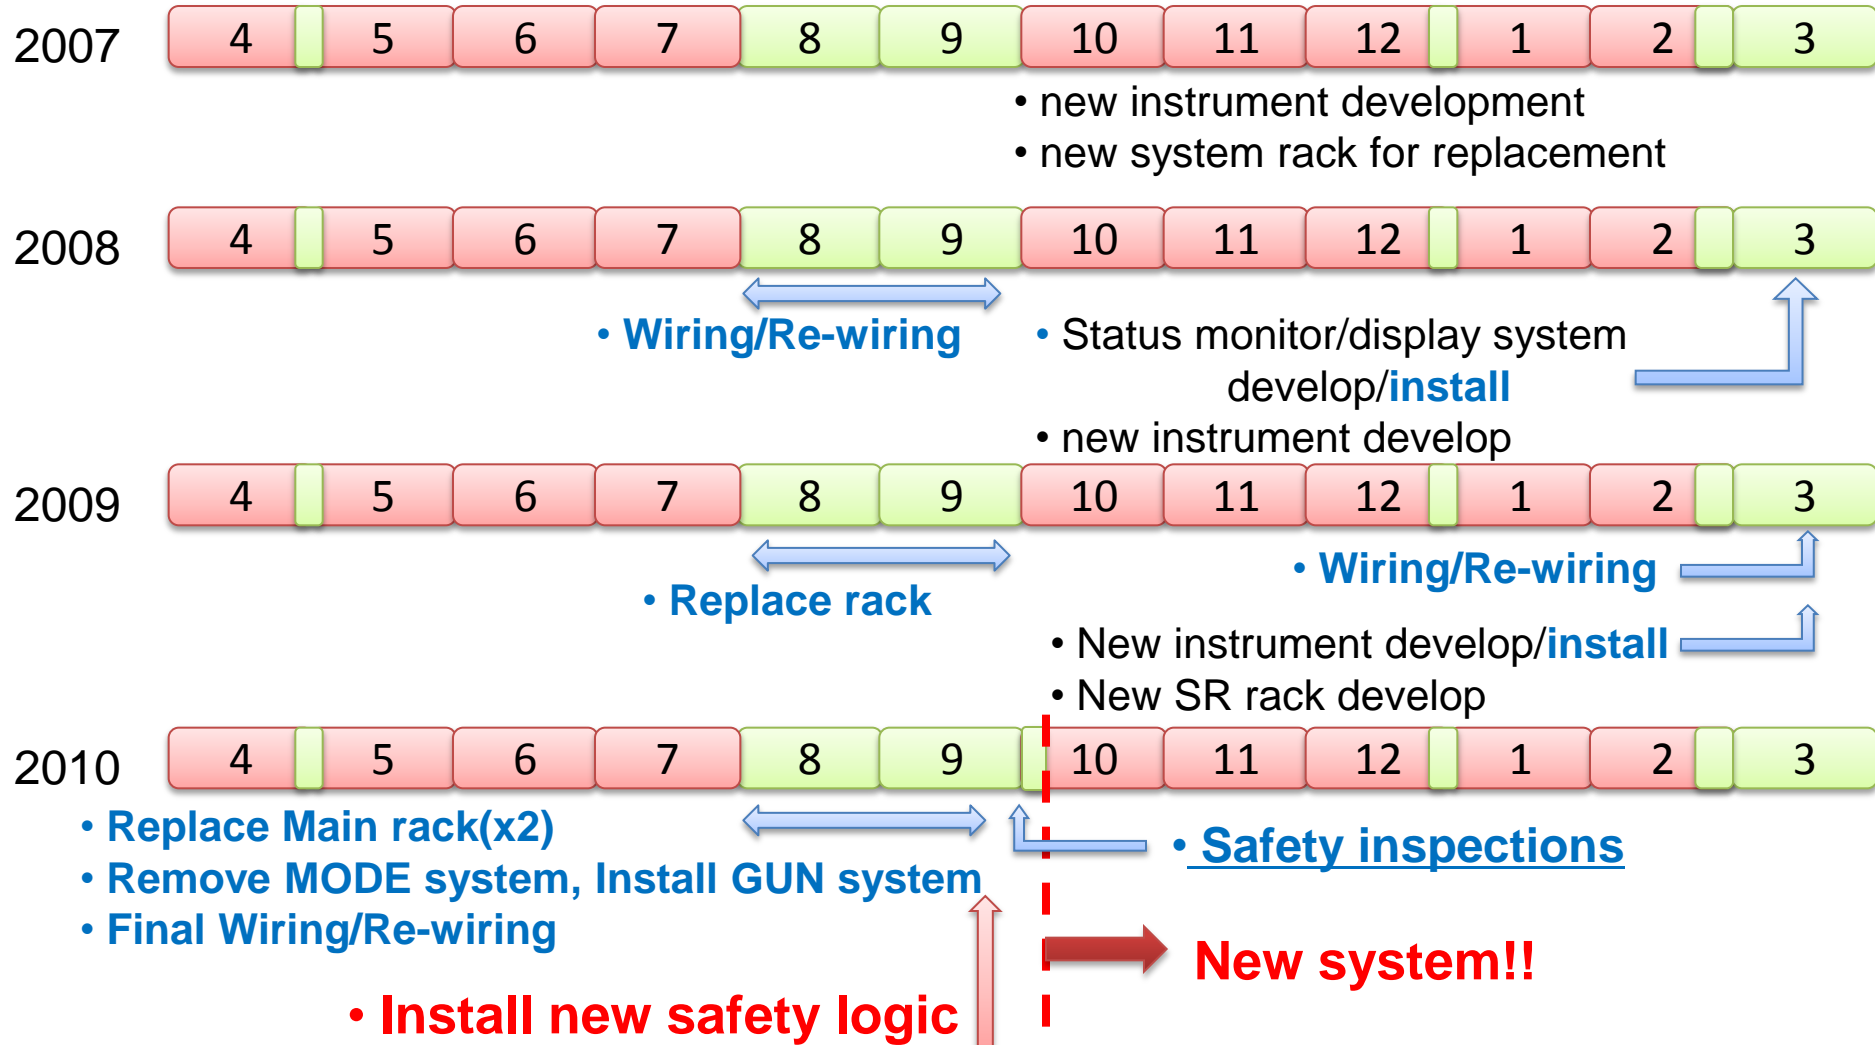 2007 4 5 6 7 8 9 10 11 12 1 2 3
• new instrument development
• new system rack for replacement
2008 4 5 6 7 8 9 10 11 12 1 2 3
• Wiring/Re-wiring
• Status monitor/display system
develop/install
• new instrument develop
2009 4 5 6 7 8 9 10 11 12 1 2 3
• Wiring/Re-wiring
• Replace rack
• New instrument develop/install
• New SR rack develop
2010 4 5 6 7 8 9 10 11 12 1 2 3
• Replace Main rack(x2)
• Safety inspections
• Remove MODE system, Install GUN system
• Final Wiring/Re-wiring
New system!!
• Install new safety logic